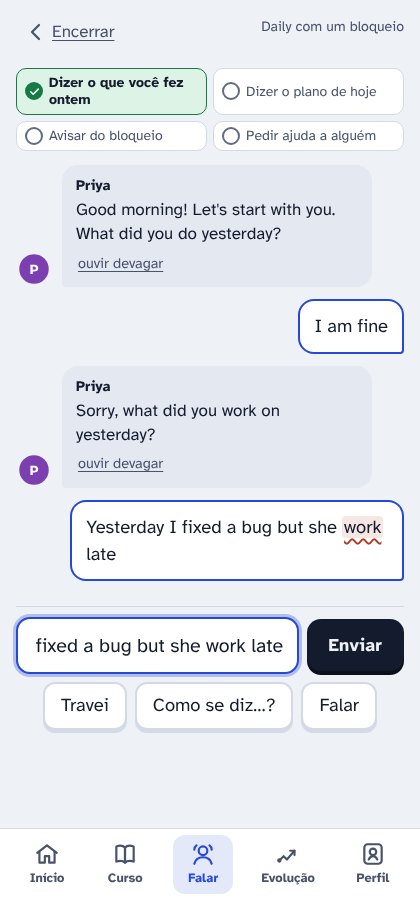 Encerrar
Daily com um bloqueio
Dizer o que você fez
ontem
Dizer o plano de hoje
Avisar do bloqueio
Pedir ajuda a alguém
Priya
Good morning! Let's start with you.
What did you do yesterday?
ouvir devagar
P
I am fine
Priya
Sorry, what did you work on
yesterday?
ouvir devagar
P
Yesterday I fixed a bug but she work
late
fixed a bug but she work late
Enviar
Travei
Como se diz...?
Falar
Início
Curso
Falar
Evolução
Perfil